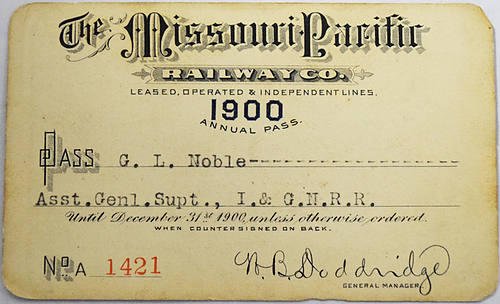 The Missouri Pacific
RAILWAY CO.
LEASED, OPERATED & INDEPENDENT LINES.
1900
ANNUAL PASS.
PASS G. L. Noble--------------------
Asst.Genl.Supt., I.& G.N.R.R.
Until December 31st 1900, unless otherwise ordered.
WHEN COUNTERSIGNED ON BACK.
No. A 1421 W. B. Doddridge
GENERAL MANAGER